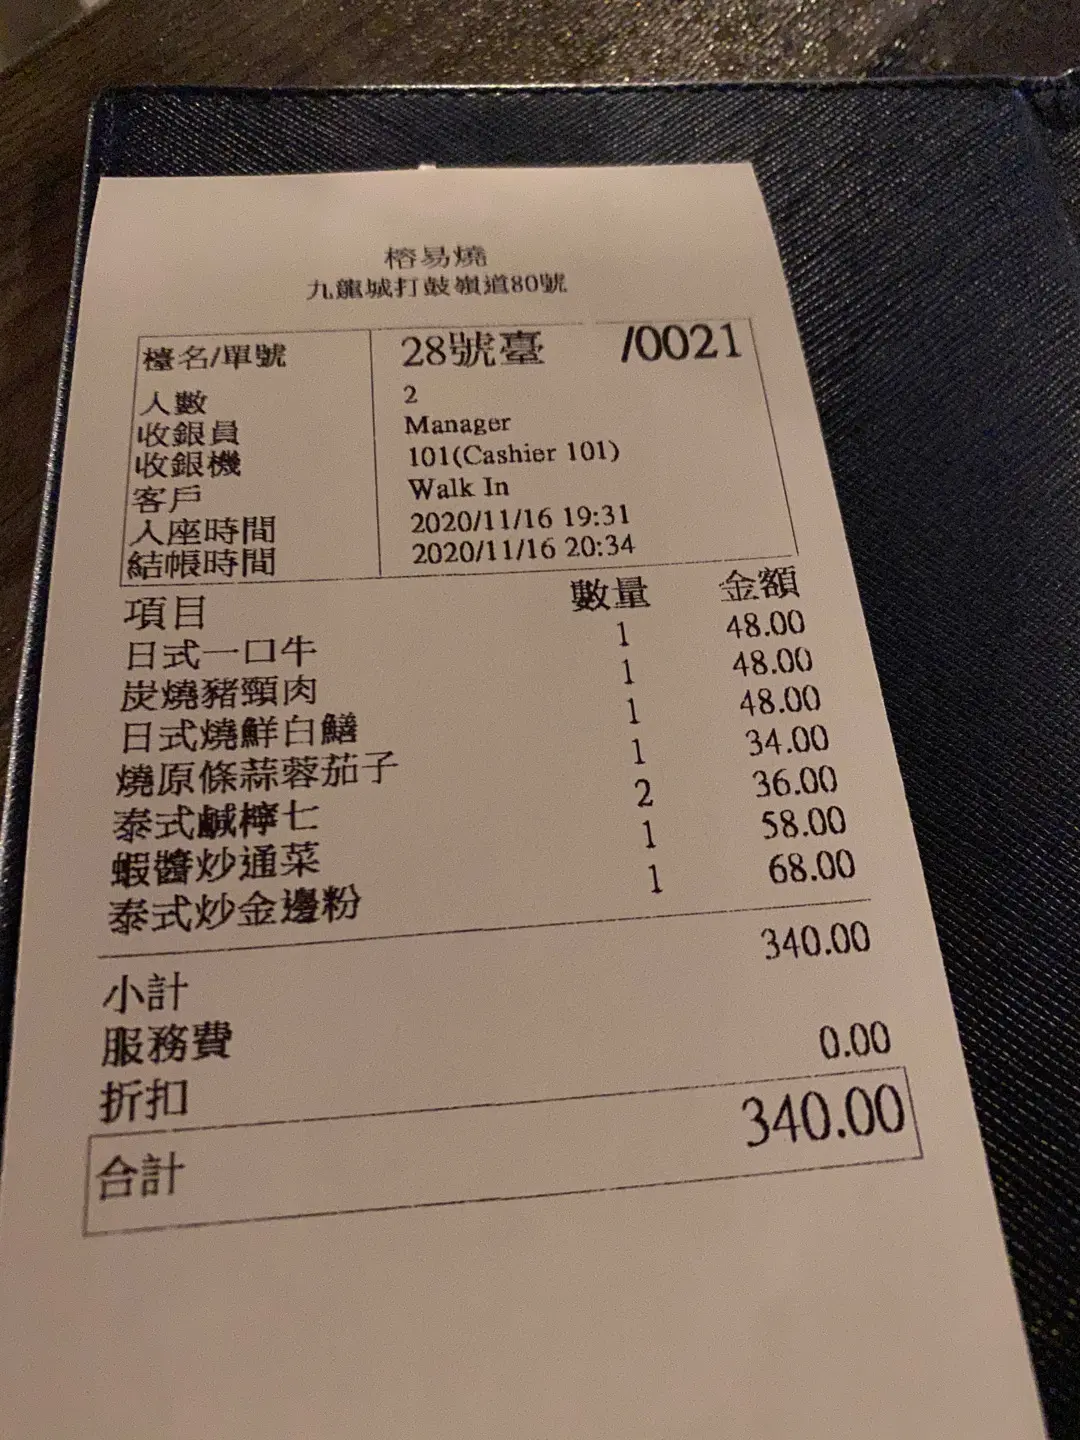 榕易燒
九龍城打鼓嶺道80號
檯名/單號 28號臺 /0021
人數 2
收銀員 Manager
收銀機 101(Cashier 101)
客戶 Walk In
入座時間 2020/11/16 19:31
結帳時間 2020/11/16 20:34
項目 數量 金額
日式一口牛 1 48.00
炭燒豬頸肉 1 48.00
日式燒鮮白鱔 1 48.00
燒原條蒜蓉茄子 1 34.00
泰式鹹檸七 2 36.00
蝦醬炒通菜 1 58.00
泰式炒金邊粉 1 68.00
小計 340.00
服務費
折扣 0.00
合計 340.00